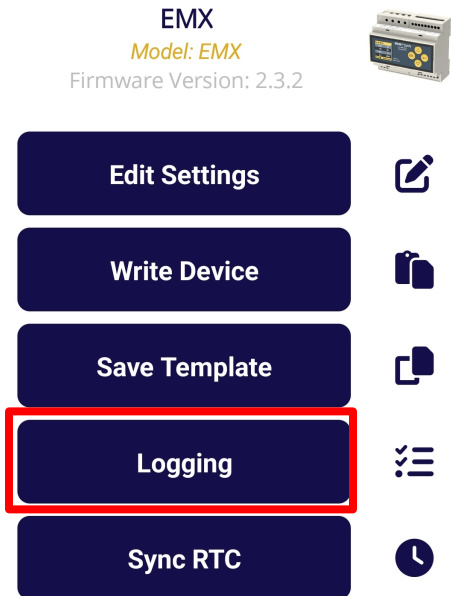 EMX
Model: EMX
Firmware Version: 2.3.2
Edit Settings
Write Device
Save Template
Logging
Sync RTC